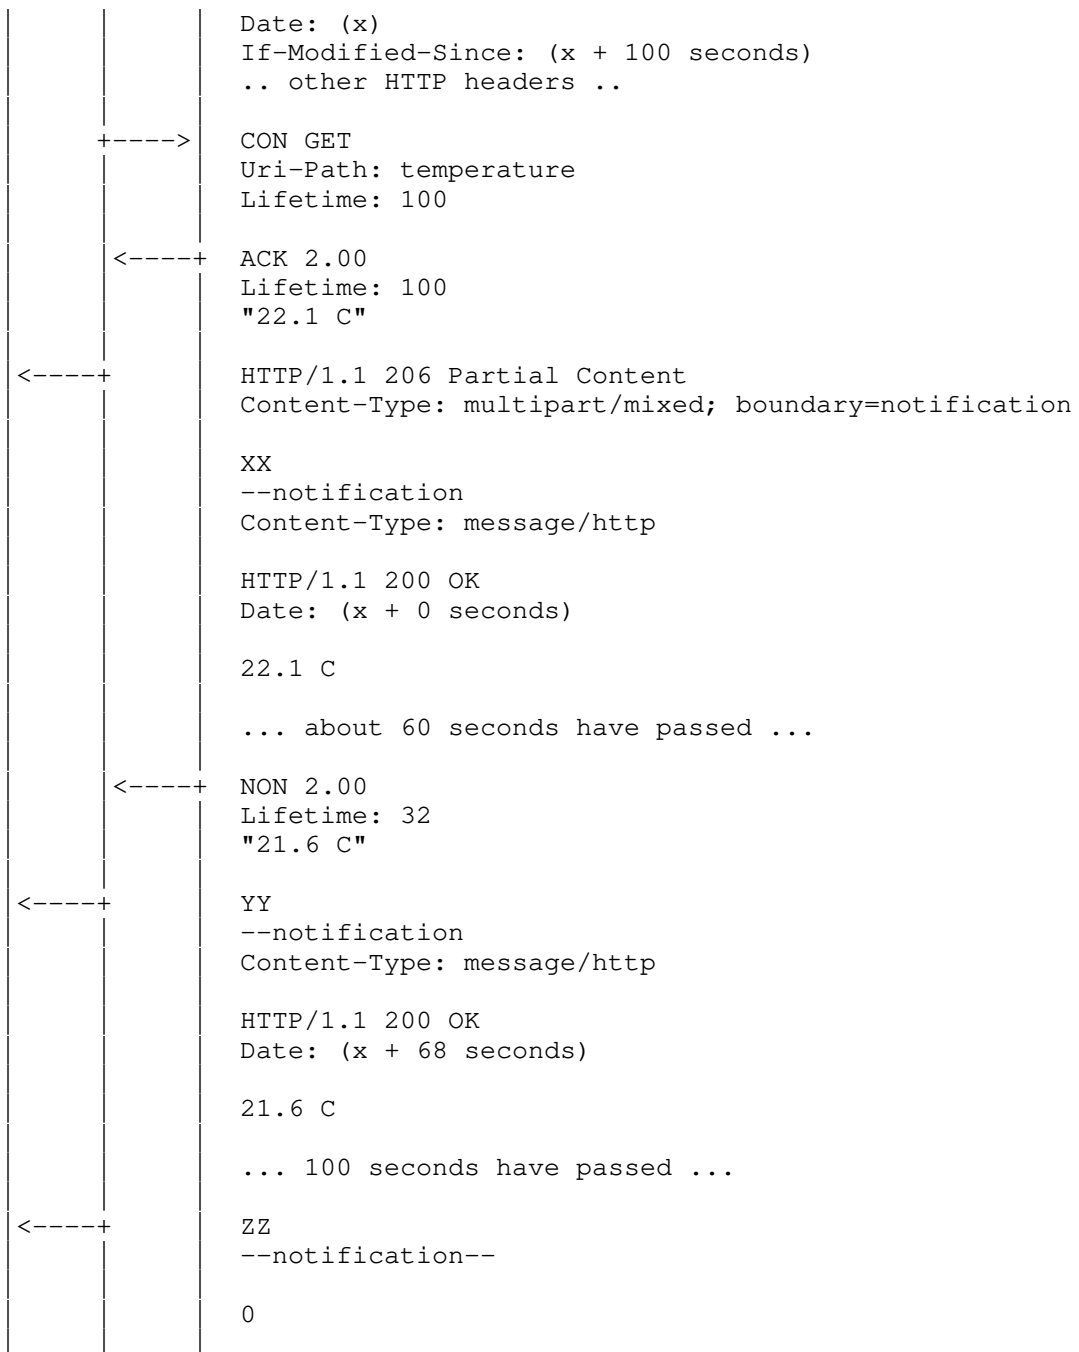 Date: (x)
If-Modified-Since: (x + 100 seconds)
.. other HTTP headers ..
CON GET
Uri-Path: temperature
Lifetime: 100
ACK 2.00
Lifetime: 100
"22.1 C"
HTTP/1.1 206 Partial Content
Content-Type: multipart/mixed; boundary=notification
XX
--notification
Content-Type: message/http
HTTP/1.1 200 OK
Date: (x + 0 seconds)
22.1 C
... about 60 seconds have passed ...
NON 2.00
Lifetime: 32
"21.6 C"
YY
--notification
Content-Type: message/http
HTTP/1.1 200 OK
Date: (x + 68 seconds)
21.6 C
... 100 seconds have passed ...
ZZ
--notification--
0